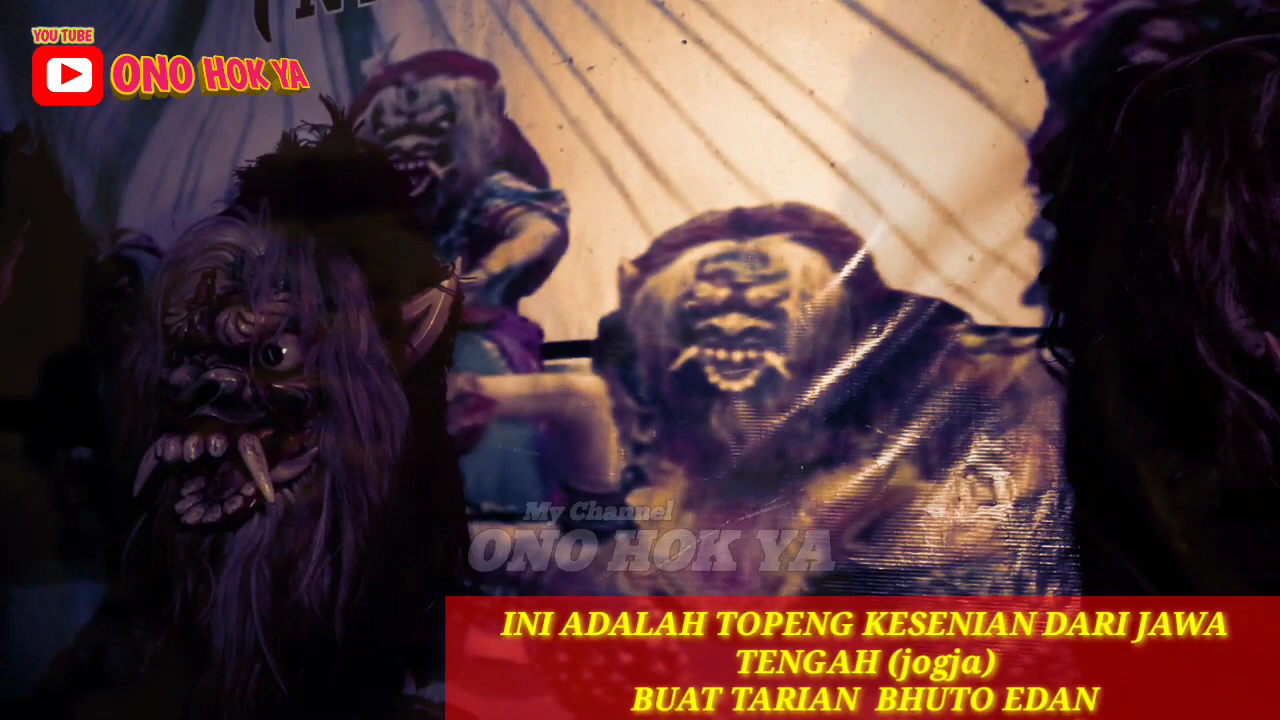 YOU TUBE
ONO HOK YA
My Channel
ONO HOK YA
INI ADALAH TOPENG KESENIAN DARI JAWA
TENGAH (jogja)
BUAT TARIAN BHUTO EDAN